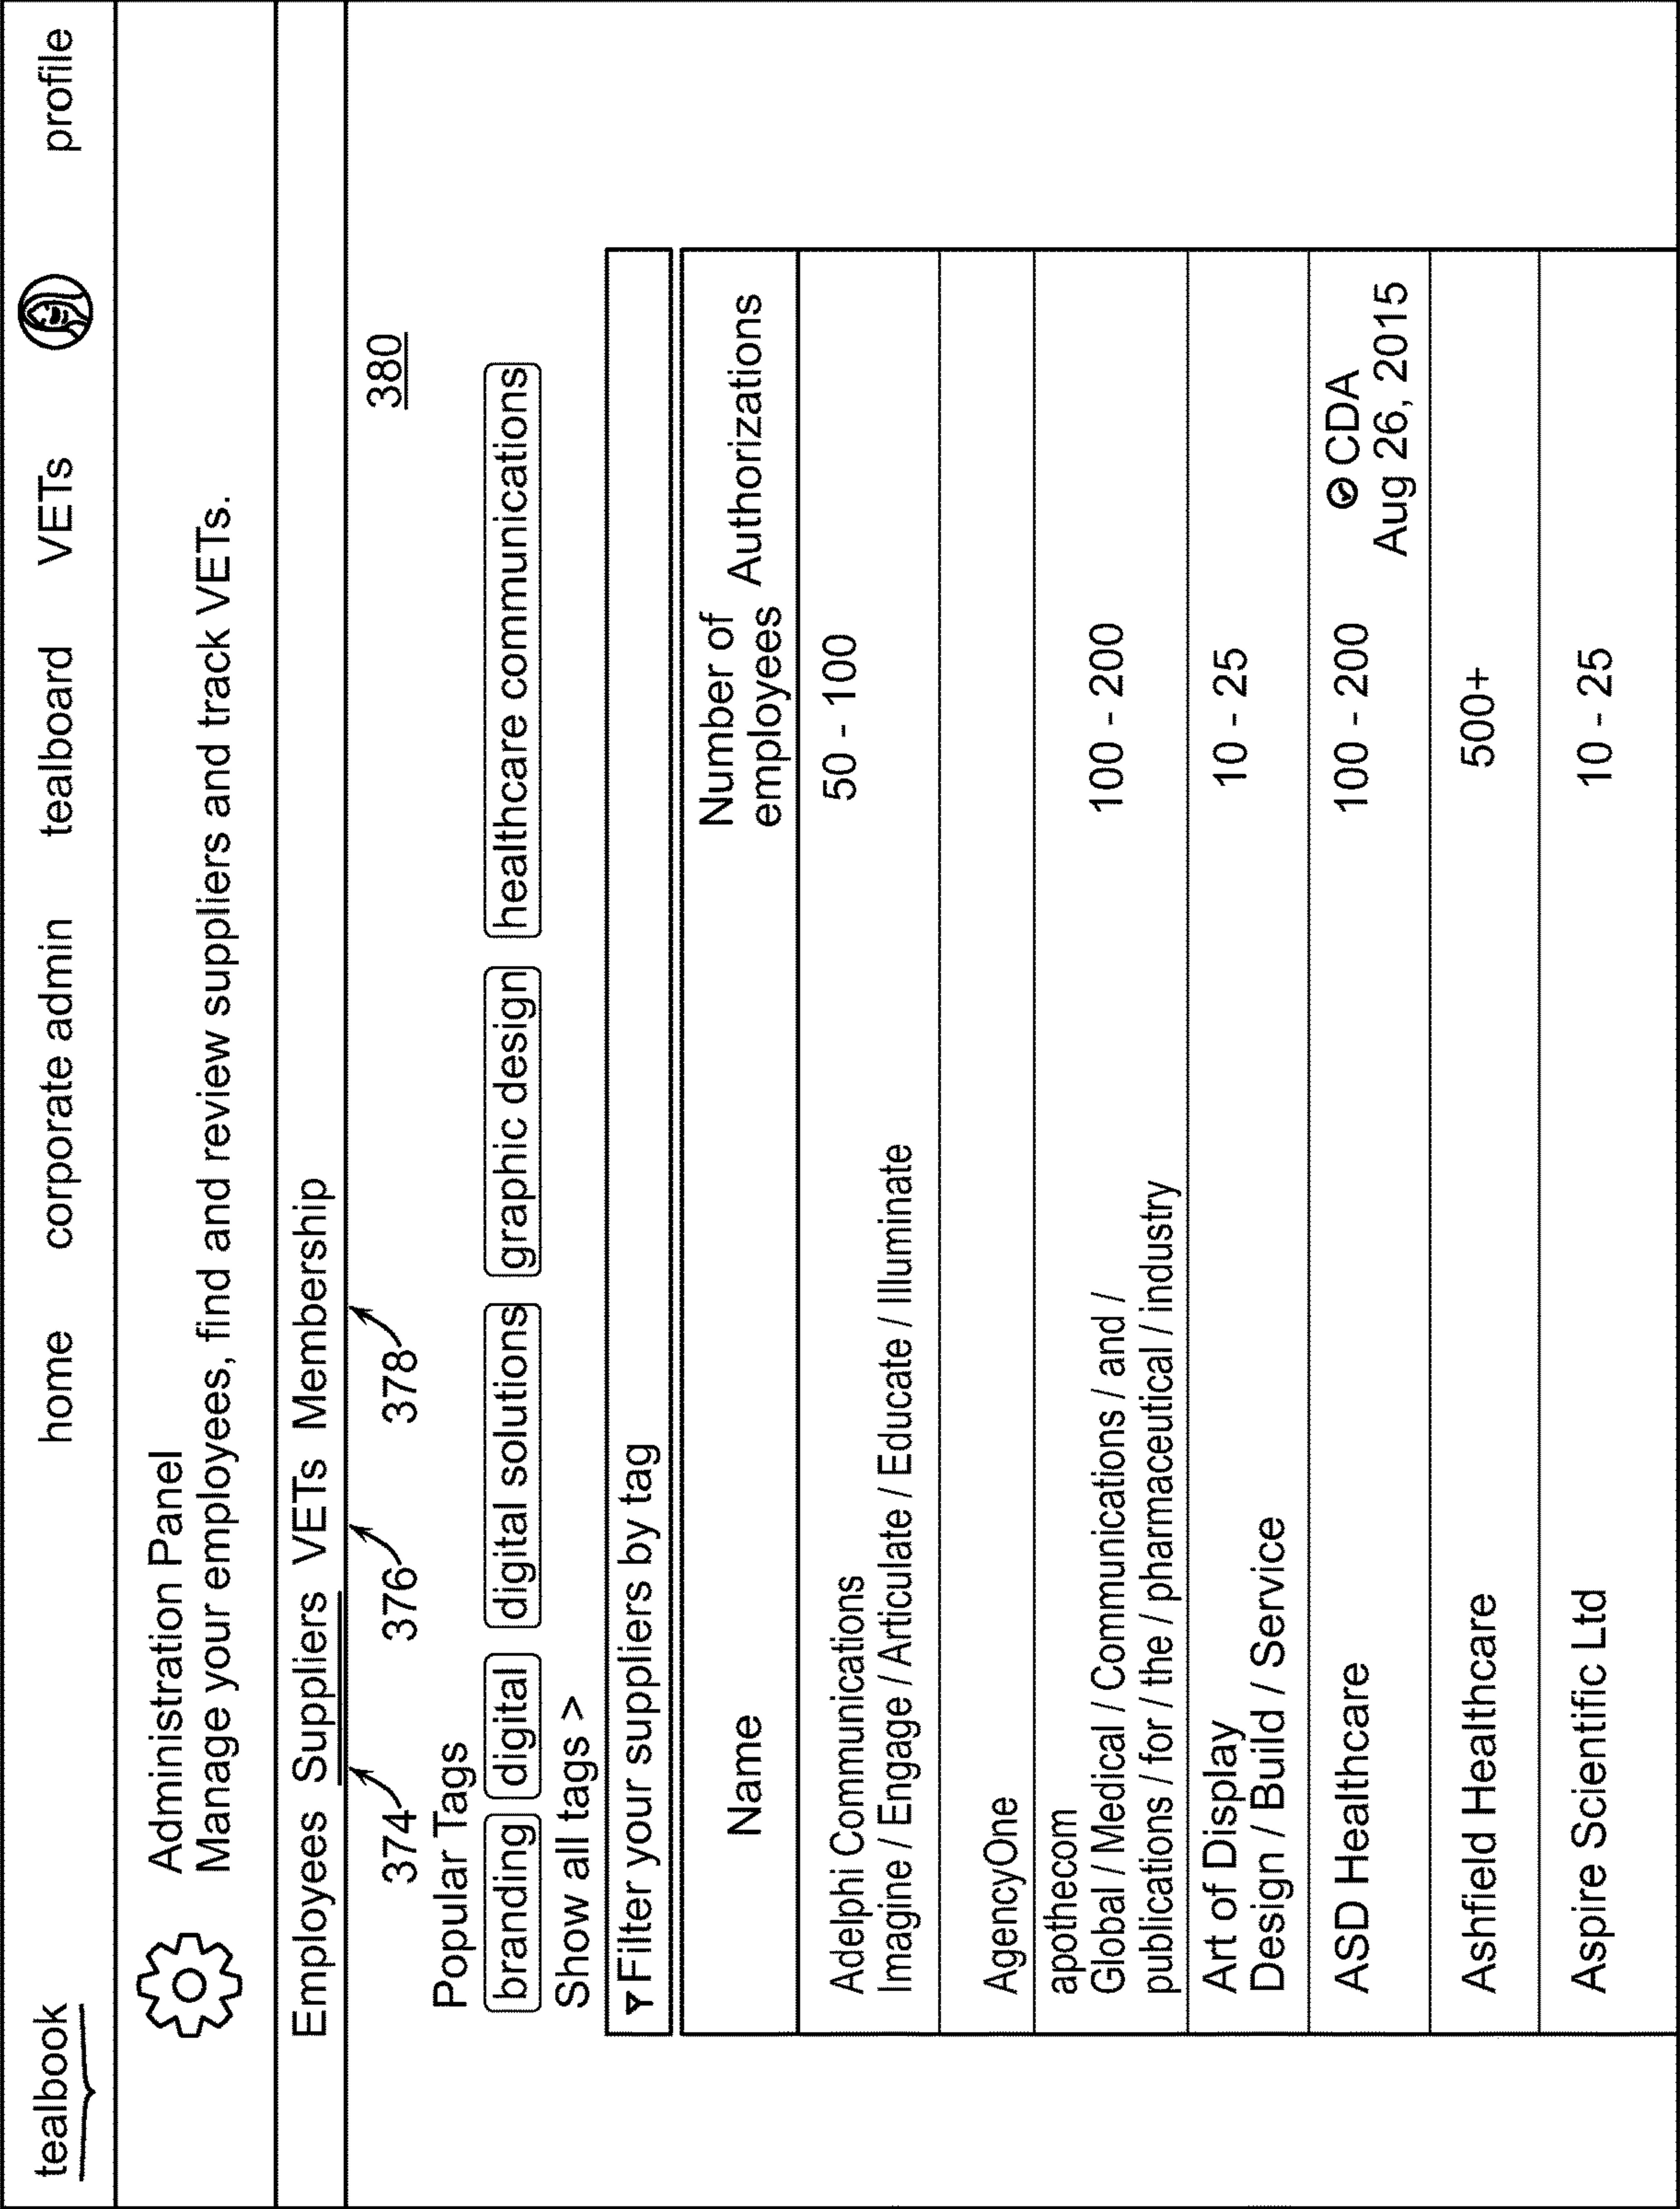 tealbook home corporate admin tealboard VETs profile
Administration Panel
Manage your employees, find and review suppliers and track VETs.
Employees Suppliers VETs Membership
374 376 378 380
Popular Tags
branding digital digital solutions graphic design healthcare communications
Show all tags >
Filter your suppliers by tag
Name Number of employees Authorizations
Adelphi Communications 50 - 100
Imagine / Engage / Articulate / Educate / Illuminate
AgencyOne
apothecom
Global / Medical / Communications / and / 100 - 200
publications / for / the / pharmaceutical / industry
Art of Display 10 - 25
Design / Build / Service
ASD Healthcare 100 - 200 CDA
Aug 26, 2015
Ashfield Healthcare 500+
Aspire Scientific Ltd 10 - 25